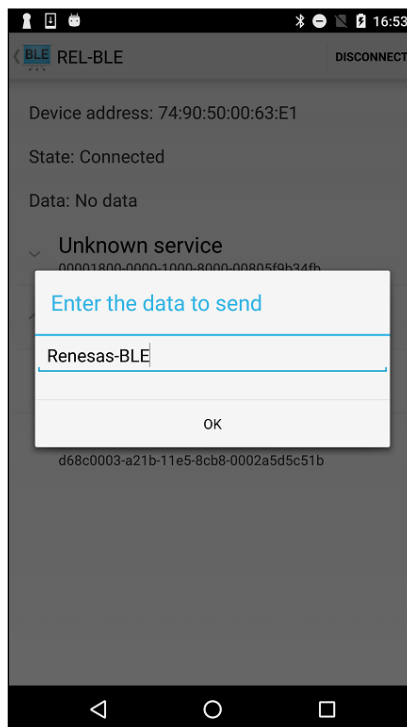 16:53
BLE REL-BLE DISCONNECT
Device address: 74:90:50:00:63:E1
State: Connected
Data: No data
Unknown service
00001800-0000-1000-8000-00805f9b34fb
Enter the data to send
Renesas-BLE
OK
d68c0003-a21b-11e5-8cb8-0002a5d5c51b